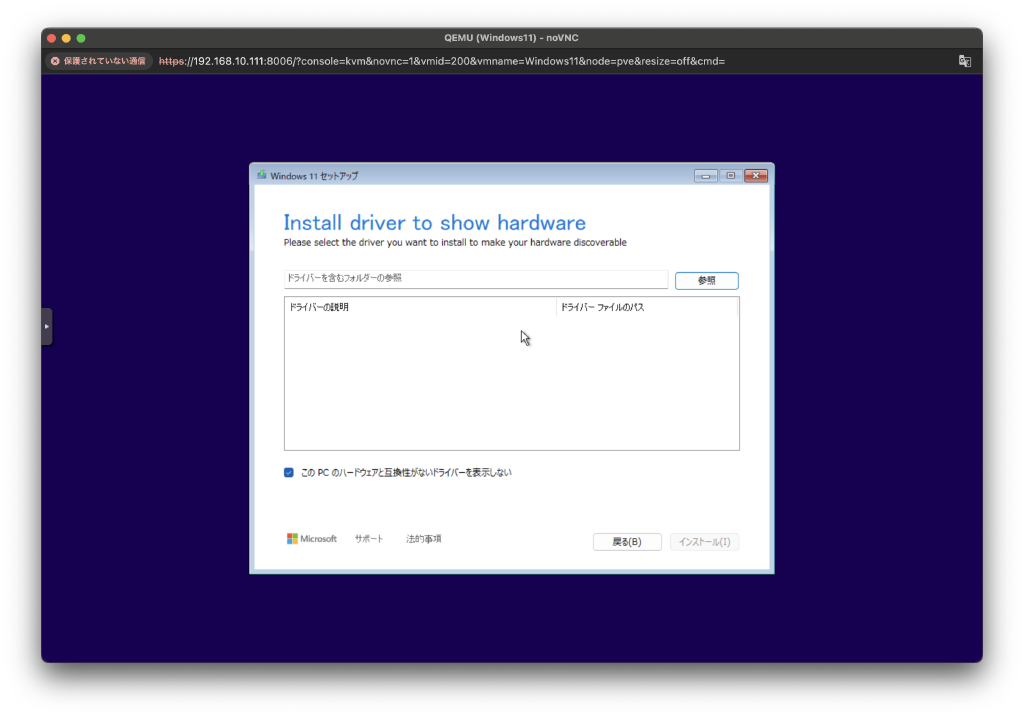 QEMU (Windows11) - noVNC
保護されていない通信 https://192.168.10.111:8006/?console=kvm&novnc=1&vmid=200&vmname=Windows11&node=pve&resize=off&cmd=
Windows 11 セットアップ
Install driver to show hardware
Please select the driver you want to install to make your hardware discoverable
ドライバーを含むフォルダーの参照 参照
ドライバーの説明 ドライバー ファイルのパス
この PC のハードウェアと互換性がないドライバーを表示しない
Microsoft サポート 法的事項 戻る(B) インストール(I)